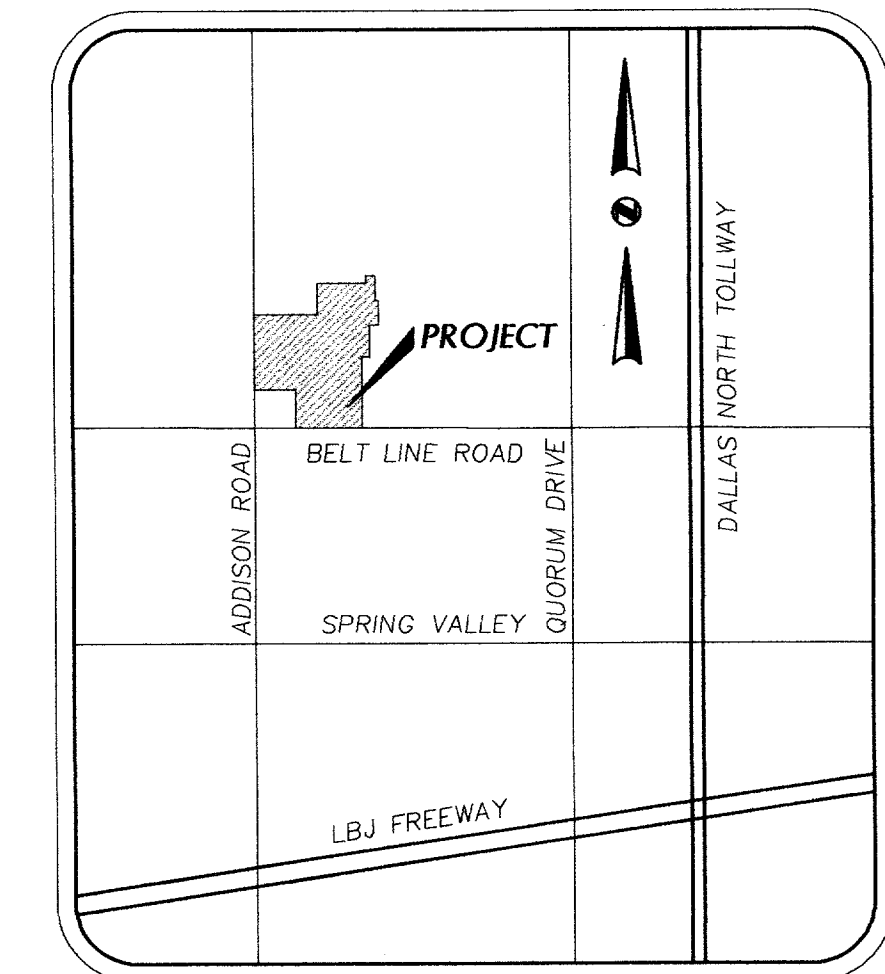 PROJECT
DALLAS NORTH TOLLWAY
BELT LINE ROAD
ADDISON ROAD
QUORUM DRIVE
SPRING VALLEY
LBJ FREEWAY
N